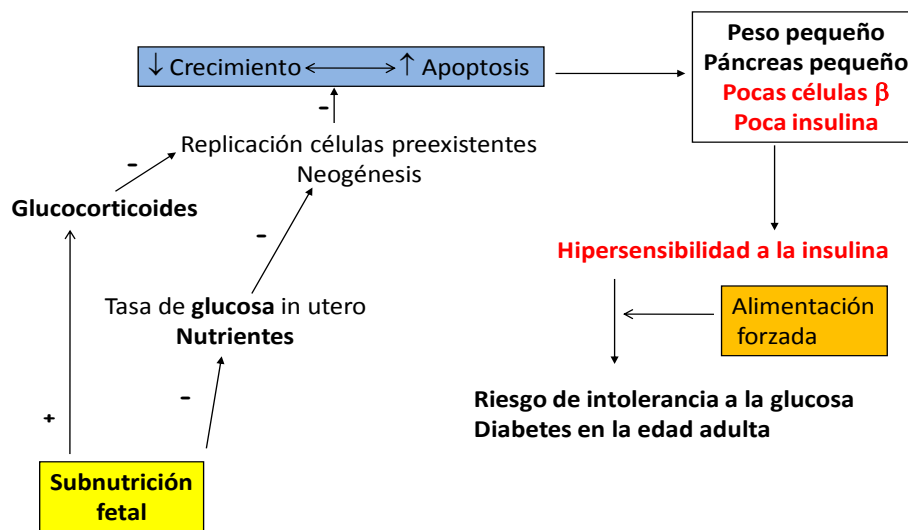 ↓ Crecimiento ↔ ↑ Apoptosis
Peso pequeño
Páncreas pequeño
Pocas células β
Poca insulina
-
Replicación células preexistentes
Neogénesis
-
Glucocorticoides
-
Hipersensibilidad a la insulina
Tasa de glucosa in utero
Nutrientes
Alimentación
forzada
-
+
Riesgo de intolerancia a la glucosa
Diabetes en la edad adulta
Subnutrición
fetal